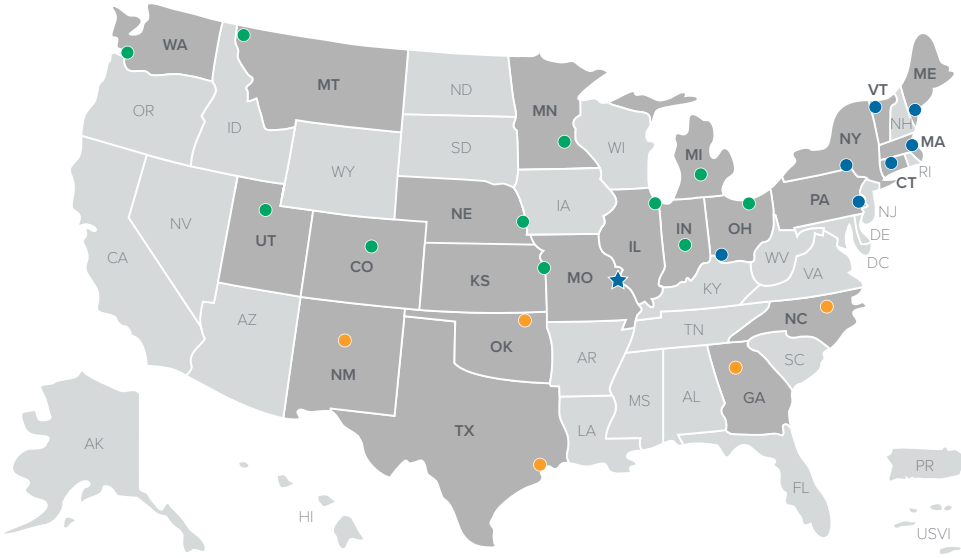 WA
MT
ND
MN
VT
ME
OR
ID
SD
WI
MI
NY
NH
MA
WY
RI
CT
NE
IA
PA
NJ
NV
UT
CO
IL
IN
OH
DE
CA
KS
MO
WV
VA
DC
KY
AZ
NM
OK
AR
TN
NC
SC
MS
AL
GA
TX
LA
AK
HI
FL
PR
USVI